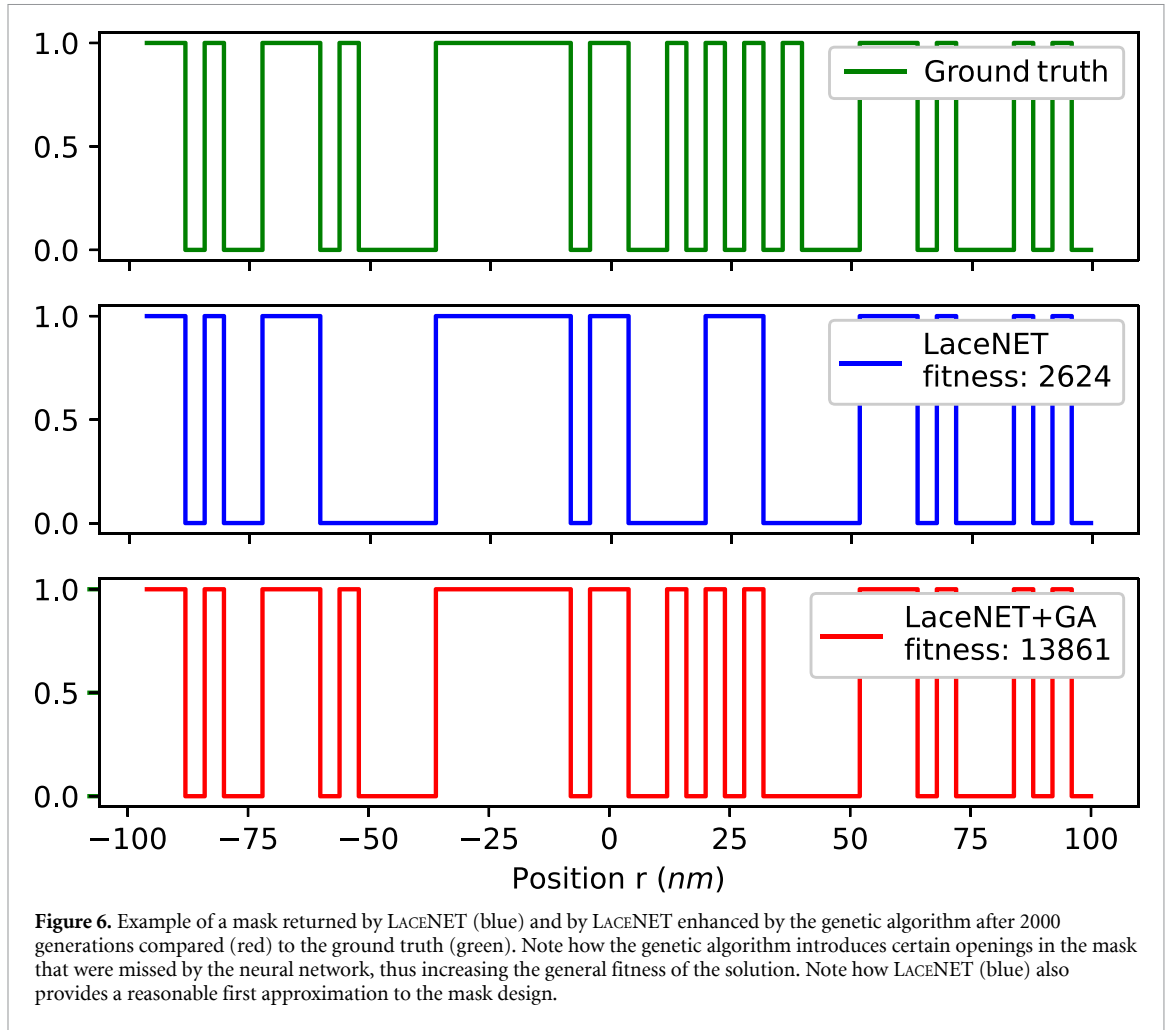 1.0
Ground truth
0.5
0.0
1.0
LaceNET
fitness: 2624
0.5
0.0
1.0
LaceNET+GA
fitness: 13861
0.5
0.0
−100 −75 −50 −25 0 25 50 75 100
Position r (nm)
Figure 6. Example of a mask returned by LACENET (blue) and by LACENET enhanced by the genetic algorithm after 2000
generations compared (red) to the ground truth (green). Note how the genetic algorithm introduces certain openings in the mask
that were missed by the neural network, thus increasing the general fitness of the solution. Note how LACENET (blue) also
provides a reasonable first approximation to the mask design.